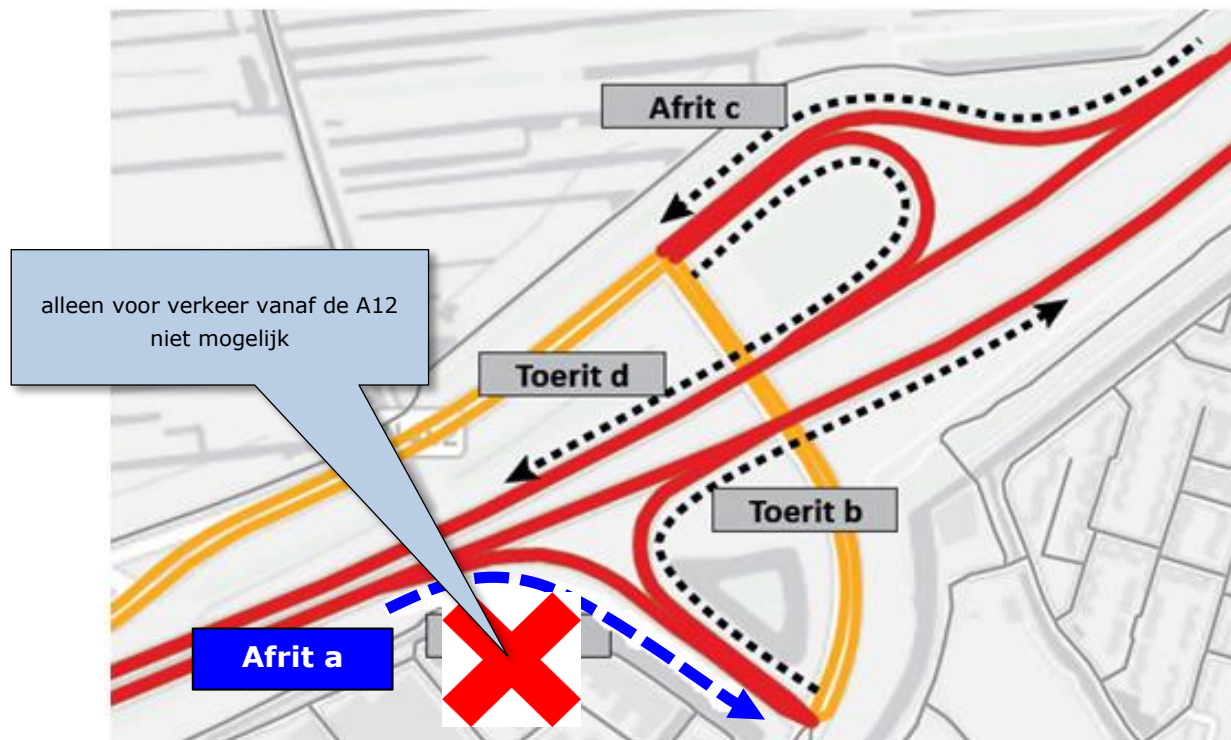 Afrit c
alleen voor verkeer vanaf de A12
niet mogelijk
Toerit d
Toerit b
Afrit a